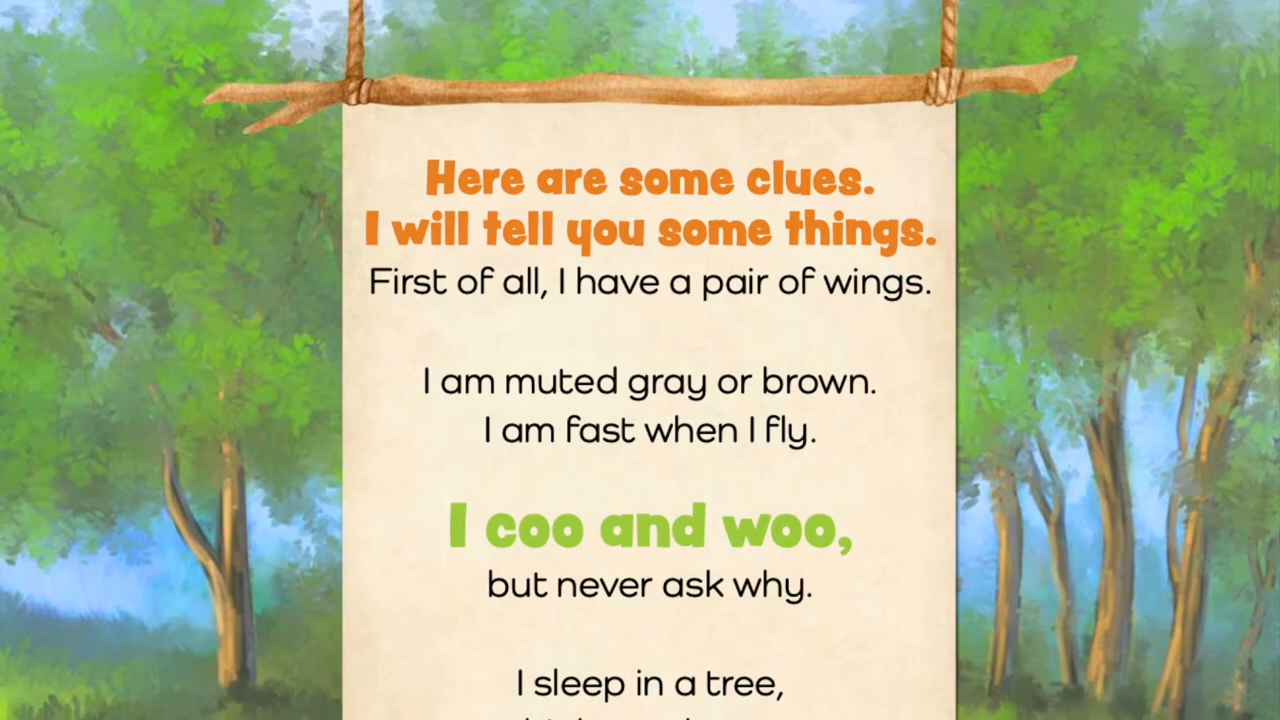 Here are some clues.
I will tell you some things.
First of all, I have a pair of wings.
I am muted gray or brown.
I am fast when I fly.
I coo and woo,
but never ask why.
I sleep in a tree,